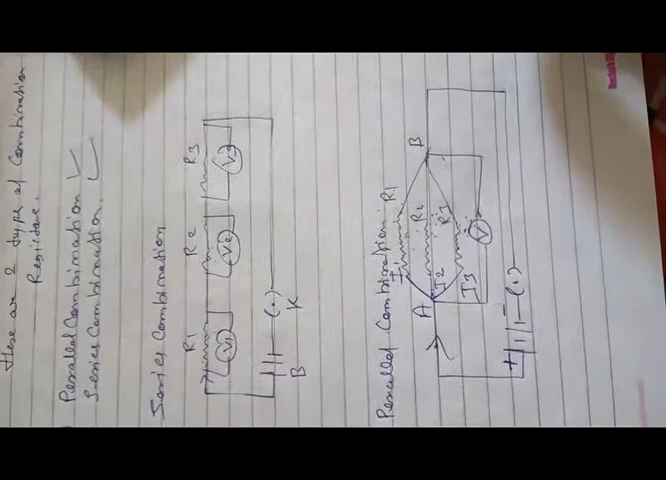 there are 2 type of Combination
Resistance.
Parallel Combination
Series Combination.
Series Combination
R1 R2 R3
V1 V2 V3
B K
Parallel Combination.
R1
I1
A I2 R2 B
I3 R3
V
+ -